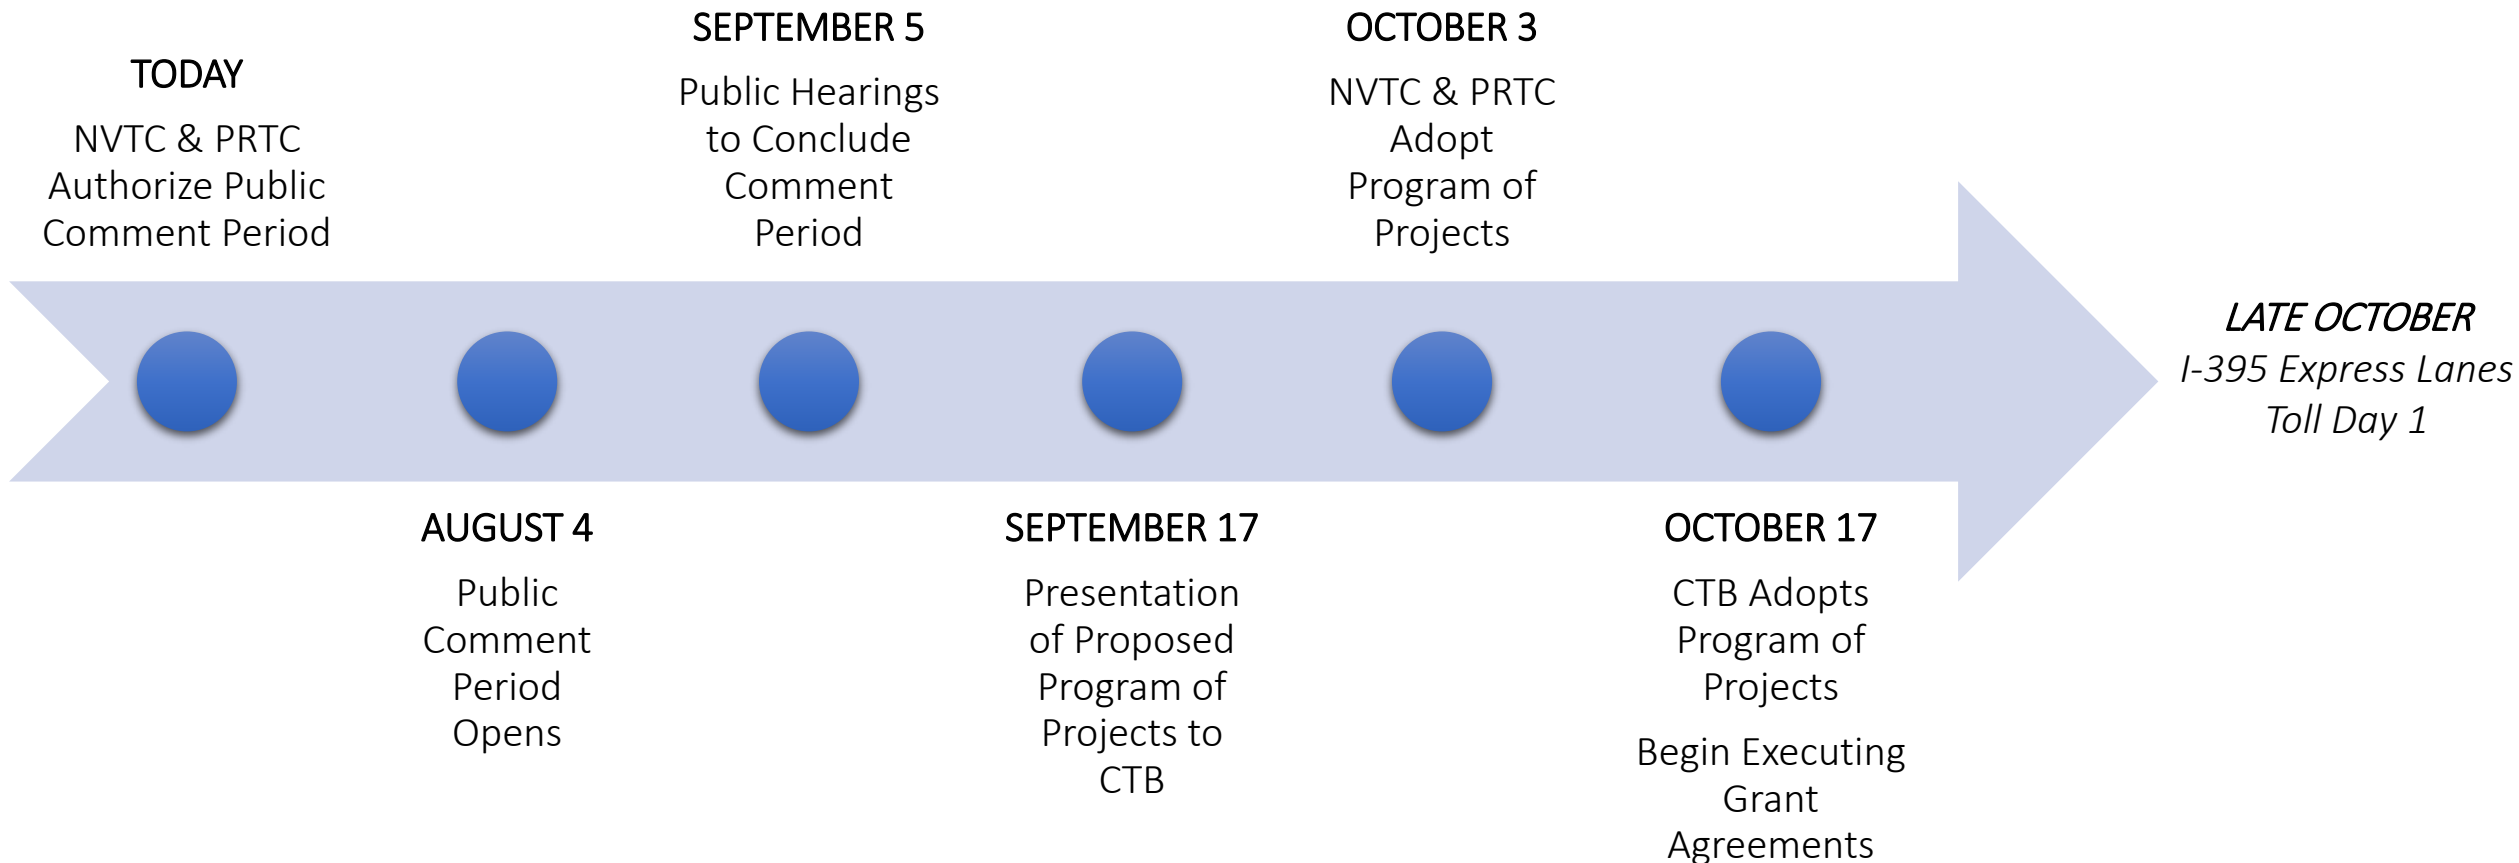 TODAY
NVTC & PRTC
Authorize Public
Comment Period
AUGUST 4
Public
Comment
Period
Opens
SEPTEMBER 5
Public Hearings
to Conclude
Comment
Period
SEPTEMBER 17
Presentation
of Proposed
Program of
Projects to
CTB
OCTOBER 3
NVTC & PRTC
Adopt
Program of
Projects
OCTOBER 17
CTB Adopts
Program of
Projects
Begin Executing
Grant
Agreements
LATE OCTOBER
I-395 Express Lanes
Toll Day 1